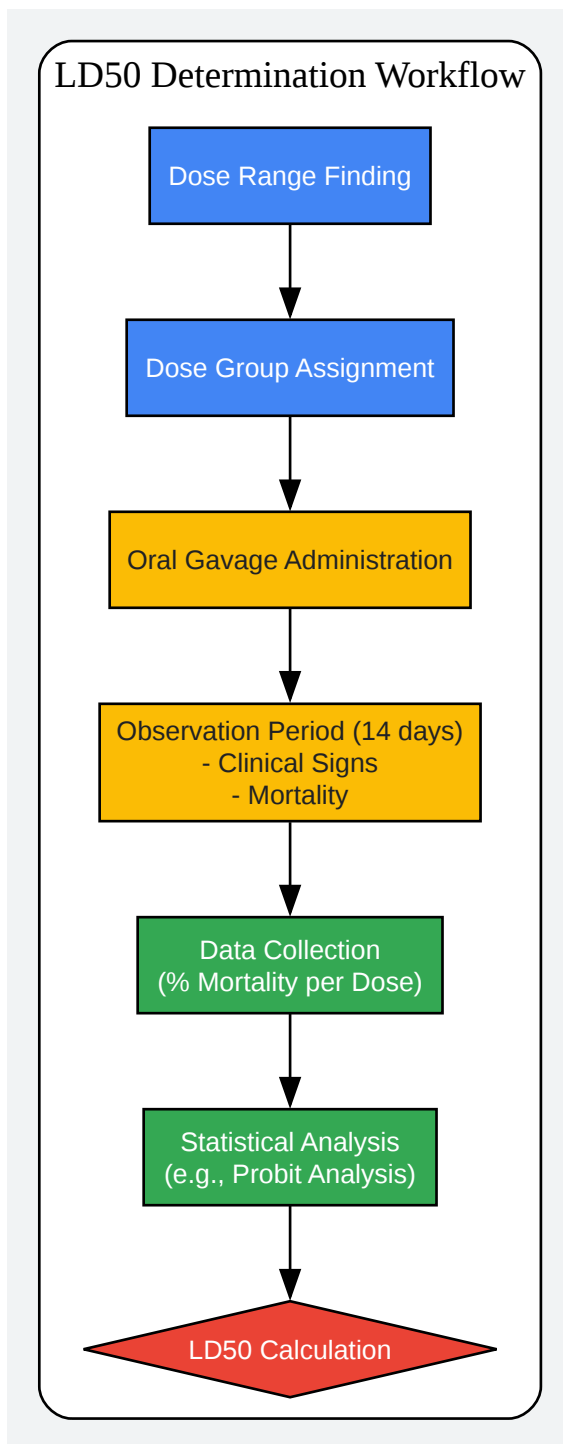 LD50 Determination Workflow
Dose Range Finding
Dose Group Assignment
Oral Gavage Administration
Observation Period (14 days)
- Clinical Signs
- Mortality
Data Collection
(% Mortality per Dose)
Statistical Analysis
(e.g., Probit Analysis)
LD50 Calculation